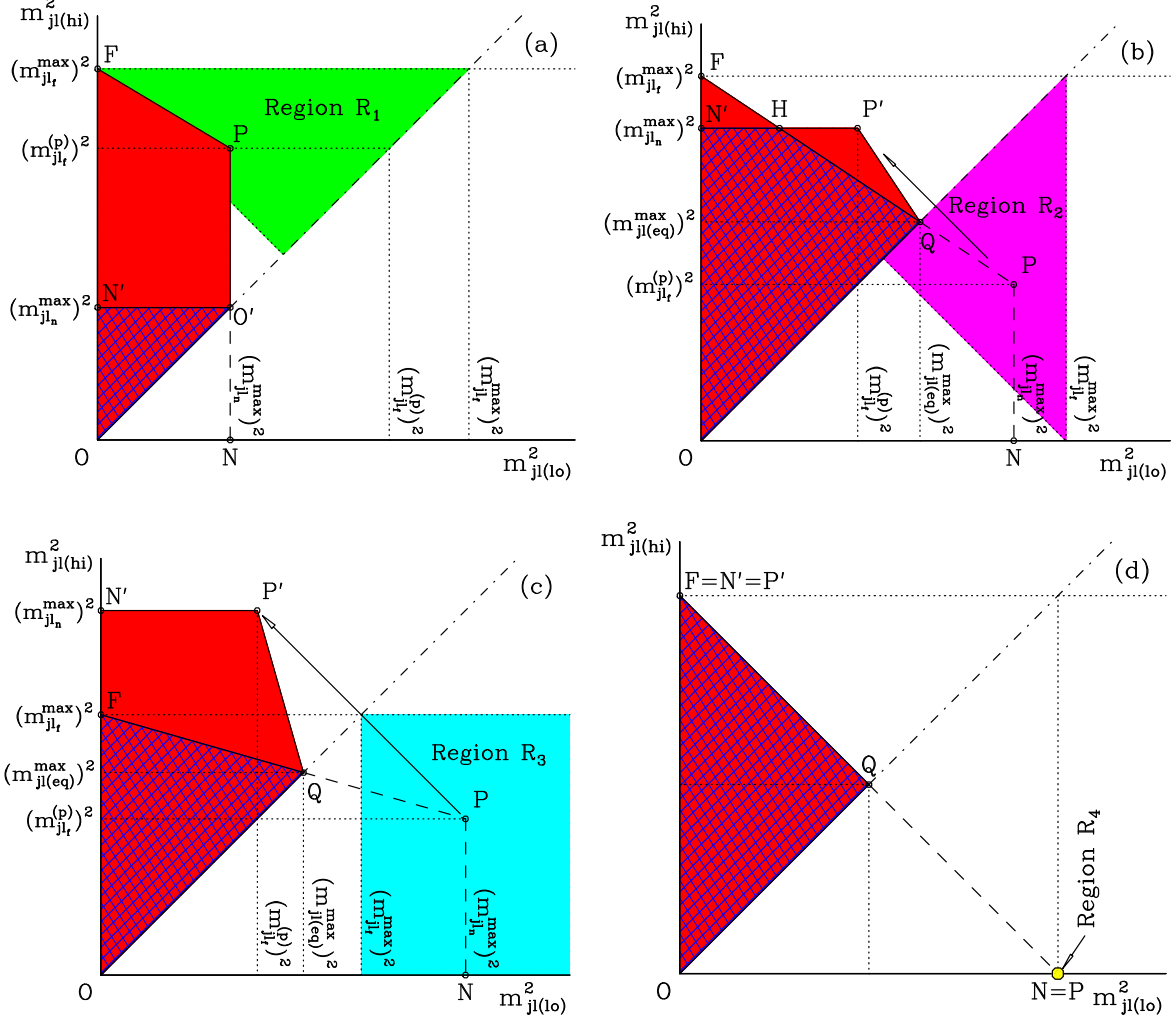 m²jl(hi)
(a)
F
(m^max_jl_f)²
Region R₁
P
(m^(p)_jl_f)²
N′
(m^max_jl_n)²
O′
(m^max_jl_n)²
(m^(p)_jl_f)²
(m^max_jl_f)²
O
N
m²jl(lo)
m²jl(hi)
(b)
F
(m^max_jl_f)²
N′
H
P′
(m^max_jl_n)²
Region R₂
(m^max_jl(eq))²
Q
P
(m^(p)_jl_f)²
(m^(p)_jl_f)²
(m^max_jl(eq))²
(m^max_jl_n)²
(m^max_jl_f)²
O
N
m²jl(lo)
m²jl(hi)
(c)
N′
P′
(m^max_jl_n)²
F
(m^max_jl_f)²
Region R₃
(m^max_jl(eq))²
Q
P
(m^(p)_jl_f)²
(m^(p)_jl_f)²
(m^max_jl(eq))²
(m^max_jl_f)²
(m^max_jl_n)²
O
N
m²jl(lo)
m²jl(hi)
(d)
F=N′=P′
Q
Region R₄
O
N=P
m²jl(lo)